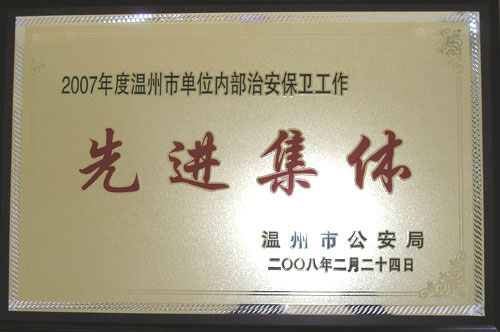 2007年度温州市单位内部治安保卫工作
先进集体
温州市公安局
二〇〇八年二月二十四日